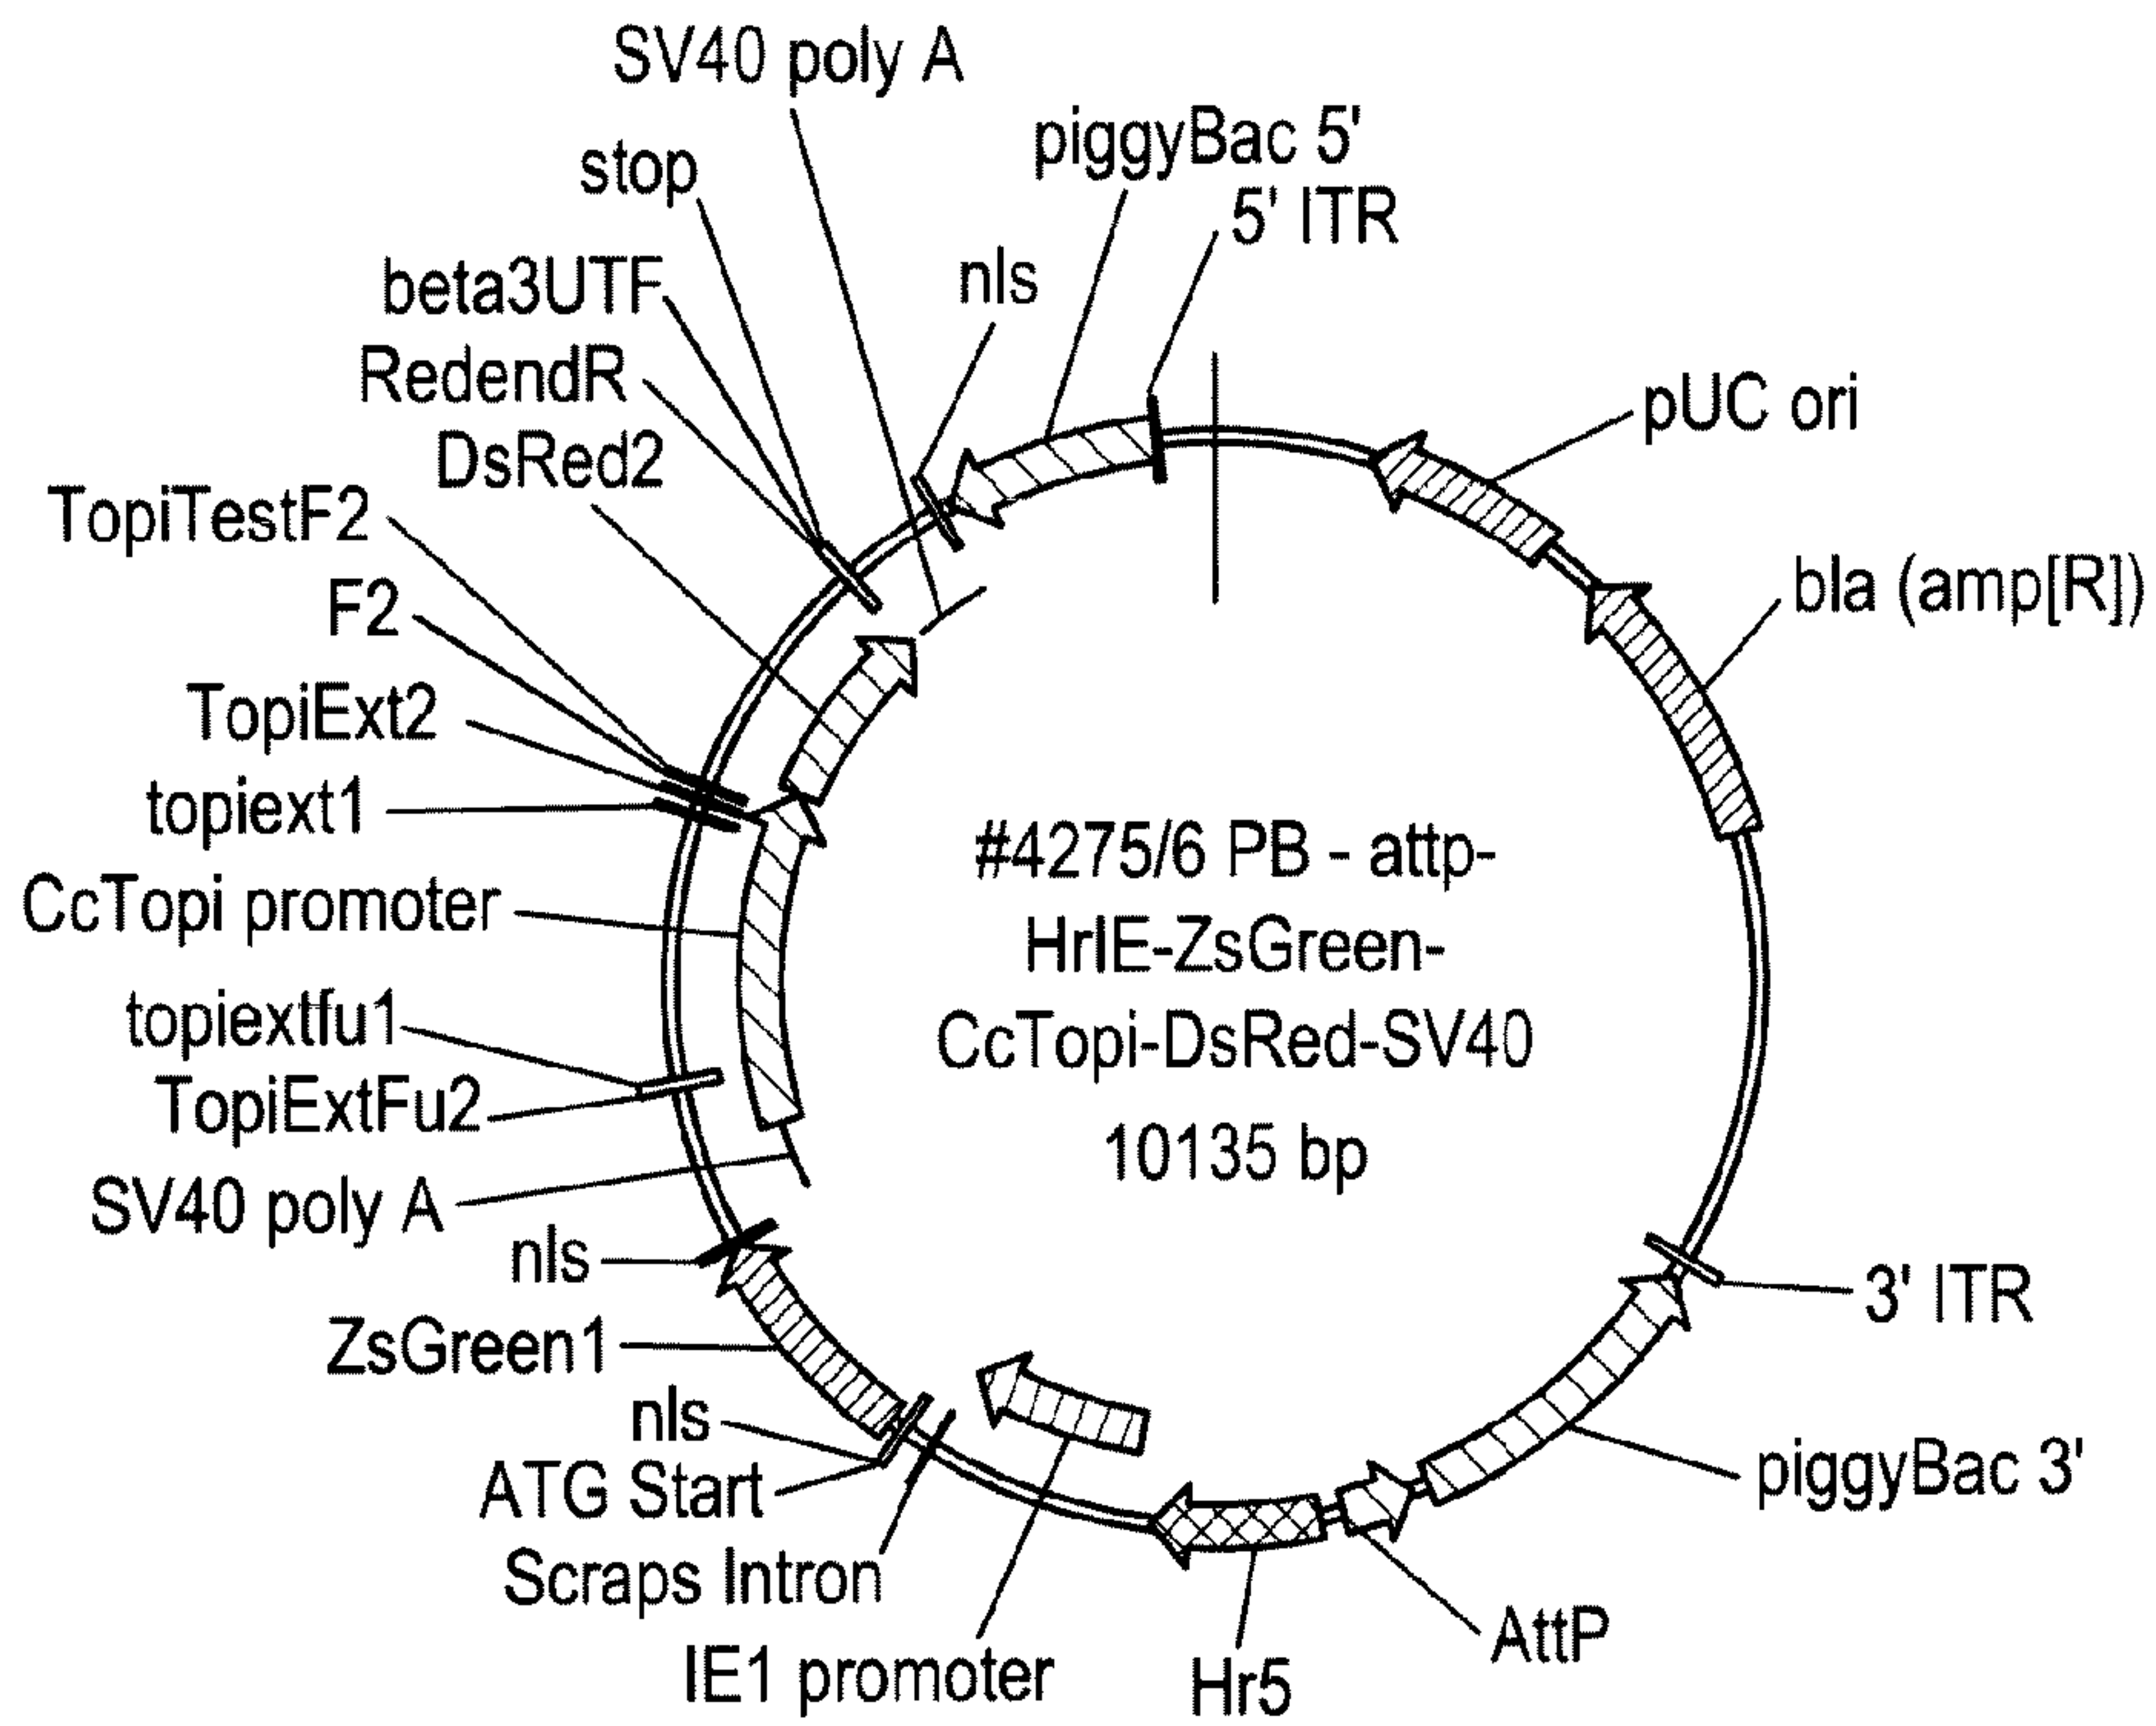 SV40 poly A
piggyBac 5'
stop
5' ITR
nls
beta3UTF
RedendR
pUC ori
DsRed2
TopiTestF2
bla (amp[R])
F2
TopiExt2
topiext1
#4275/6 PB - attp-
HrIE-ZsGreen-
CcTopi-DsRed-SV40
10135 bp
CcTopi promoter
topiextfu1
TopiExtFu2
SV40 poly A
nls
3' ITR
ZsGreen1
nls
ATG Start
piggyBac 3'
Scraps Intron
AttP
IE1 promoter
Hr5